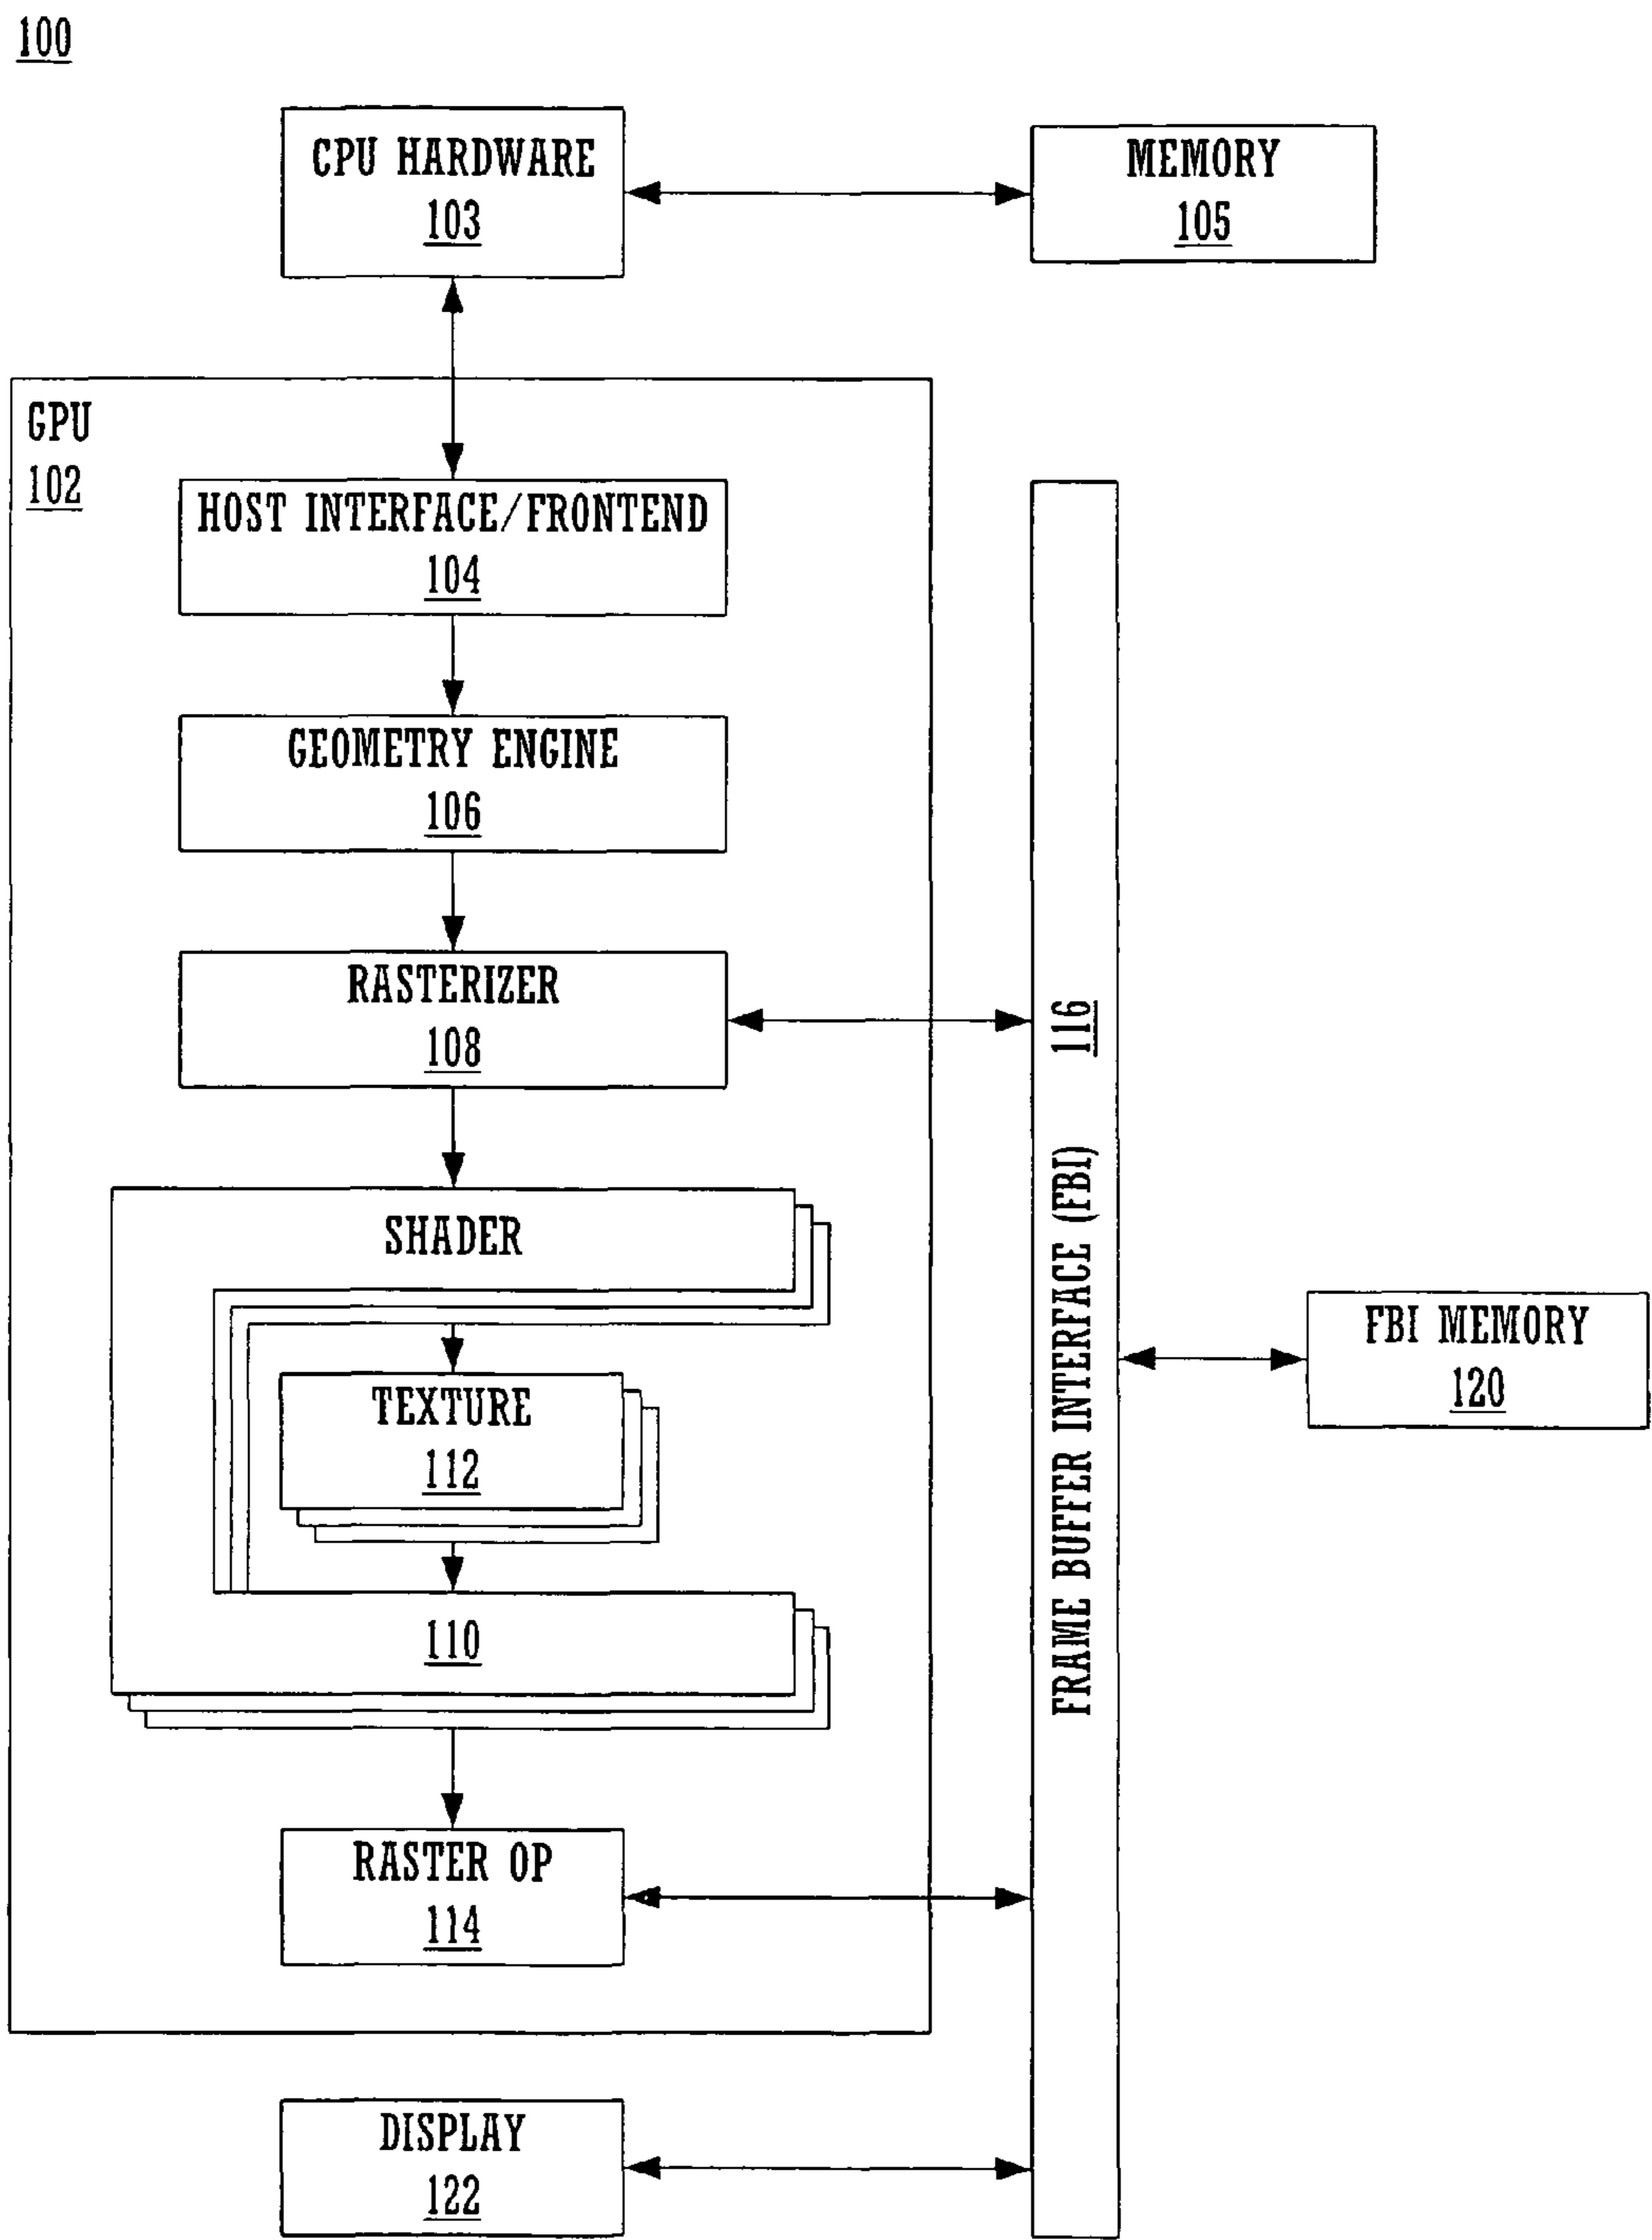 100
CPU HARDWARE
103
MEMORY
105
GPU
102
HOST INTERFACE/FRONTEND
104
GEOMETRY ENGINE
106
RASTERIZER
108
SHADER
TEXTURE
112
110
RASTER OP
114
FRAME BUFFER INTERFACE (FBI) 116
FBI MEMORY
120
DISPLAY
122